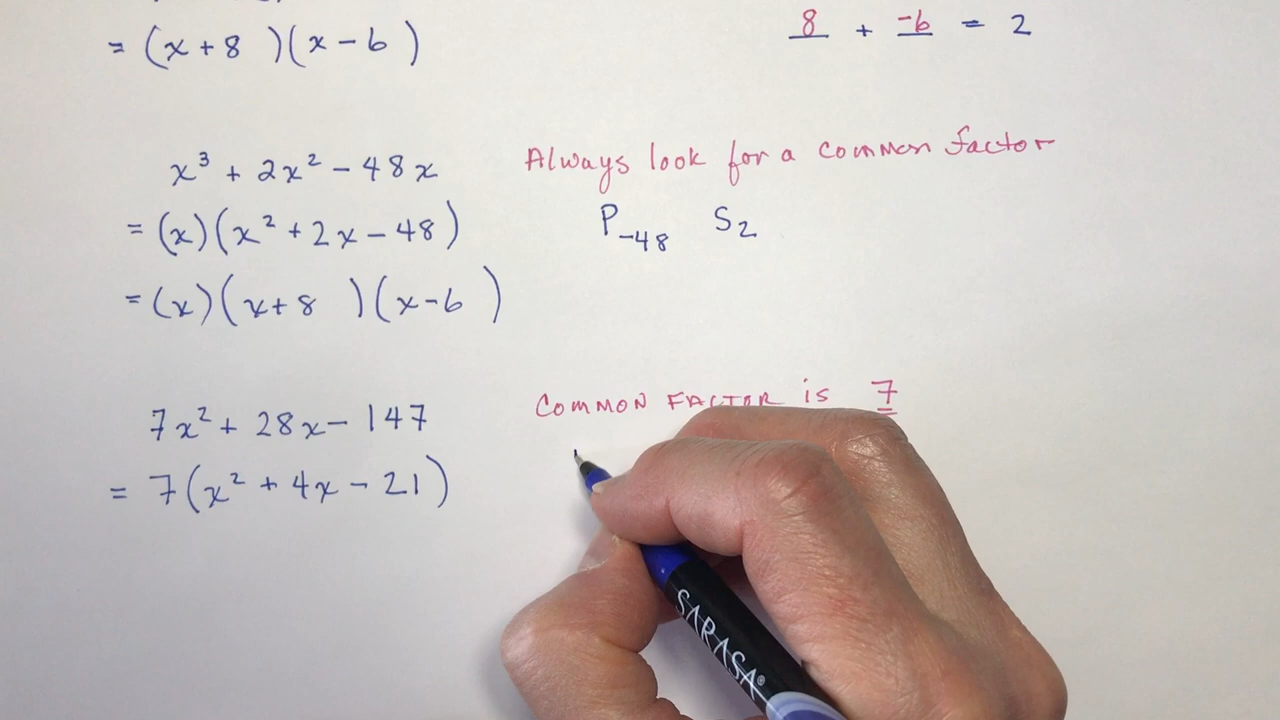 = (x+8 )(x-6 )
8 + -6 = 2
x³ + 2x² - 48x
Always look for a common factor
= (x)(x² + 2x - 48)
P₋₄₈ S₂
= (x)(x+8 )(x-6 )
7x² + 28x - 147
COMMON FACTOR is 7
= 7(x² + 4x - 21)
SARASA®